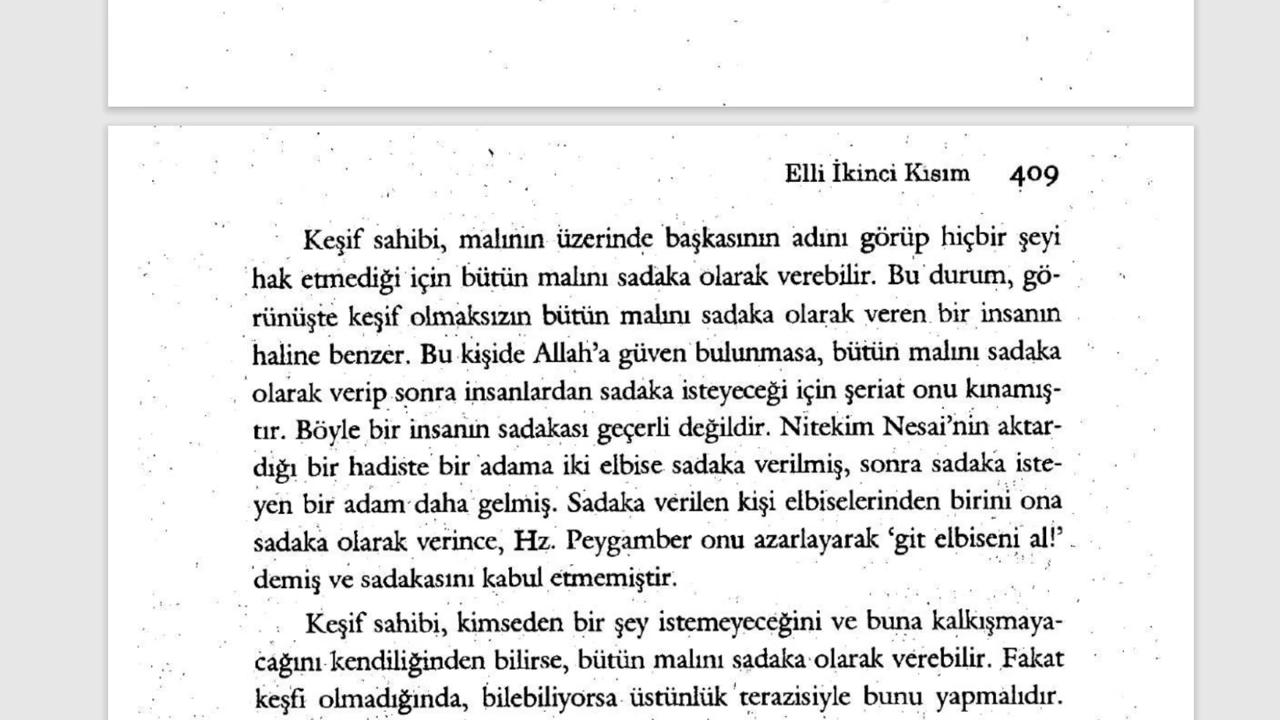 Elli İkinci Kısım 409
Keşif sahibi, malının üzerinde başkasının adını görüp hiçbir şeyi
hak etmediği için bütün malını sadaka olarak verebilir. Bu durum, gö-
rünüşte keşif olmaksızın bütün malını sadaka olarak veren bir insanın
haline benzer. Bu kişide Allah'a güven bulunmasa, bütün malını sadaka
olarak verip sonra insanlardan sadaka isteyeceği için şeriat onu kınamış-
tır. Böyle bir insanın sadakası geçerli değildir. Nitekim Nesai'nin aktar-
dığı bir hadiste bir adama iki elbise sadaka verilmiş, sonra sadaka iste-
yen bir adam daha gelmiş. Sadaka verilen kişi elbiselerinden birini ona
sadaka olarak verince, Hz. Peygamber onu azarlayarak ‘git elbiseni al!’
demiş ve sadakasını kabul etmemiştir.
Keşif sahibi, kimseden bir şey istemeyeceğini ve buna kalkışmaya-
cağını kendiliğinden bilirse, bütün malını sadaka olarak verebilir. Fakat
keşfi olmadığında, bilebiliyorsa üstünlük terazisiyle bunu yapmalıdır.